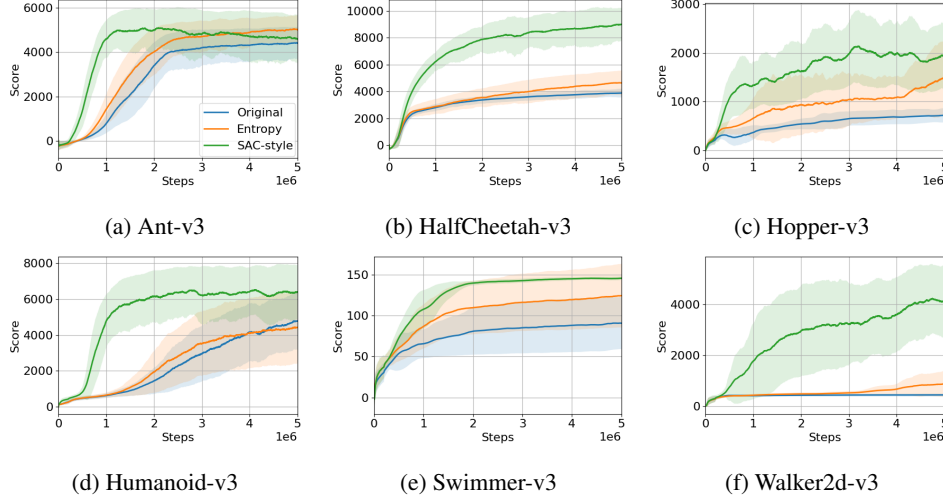 6000
4000
2000
0
Score
0
1
2
3
4
5
Steps
1e6
Original
Entropy
SAC-style
(a) Ant-v3
10000
8000
6000
4000
2000
0
Score
0
1
2
3
4
5
Steps
1e6
(b) HalfCheetah-v3
3000
2000
1000
0
Score
0
1
2
3
4
5
Steps
1e6
(c) Hopper-v3
8000
6000
4000
2000
0
Score
0
1
2
3
4
5
Steps
1e6
(d) Humanoid-v3
150
100
50
0
Score
0
1
2
3
4
5
Steps
1e6
(e) Swimmer-v3
4000
2000
0
Score
0
1
2
3
4
5
Steps
1e6
(f) Walker2d-v3